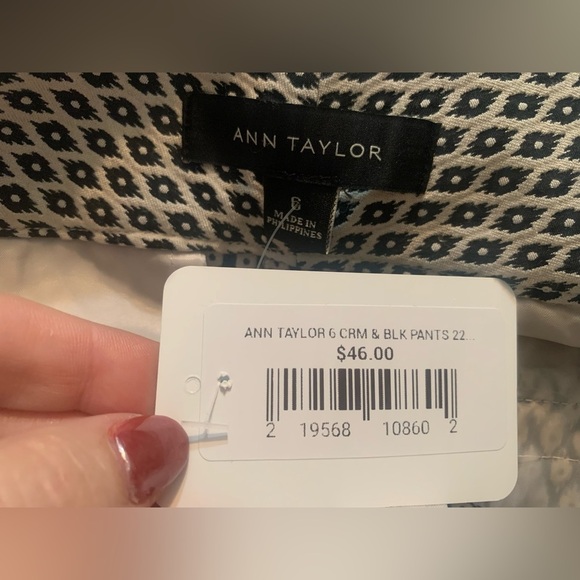 ANN TAYLOR
6
MADE IN
PHILIPPINES
ANN TAYLOR 6 CRM & BLK PANTS 22...
$46.00
2 19568 10860 2